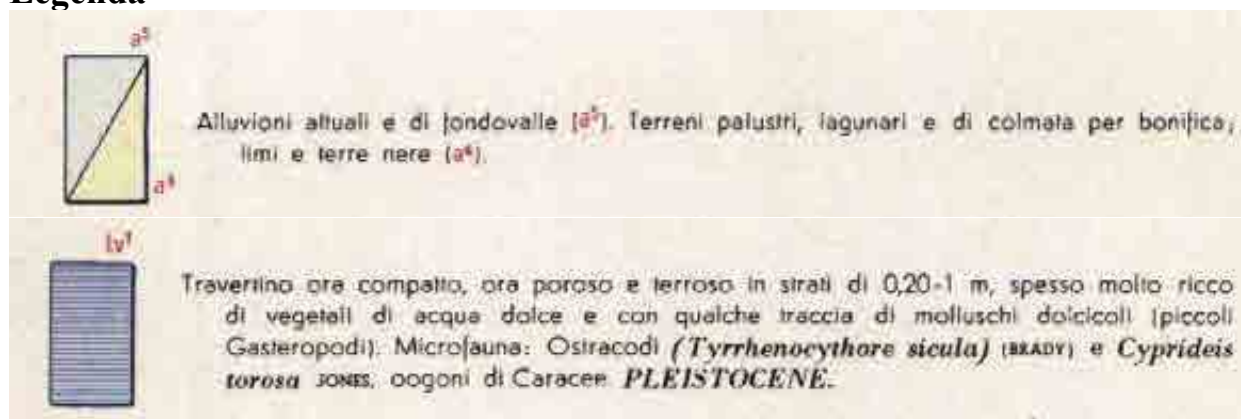 Legenda
a⁵
Alluvioni attuali e di fondovalle (a⁵). Terreni palustri, lagunari e di colmata per bonifica;
limi e terre nere (a⁶).
a⁶
tv¹
Travertino ora compatto, ora poroso e terroso in strati di 0,20-1 m, spesso molto ricco
di vegetali di acqua dolce e con qualche traccia di molluschi dolcicoli (piccoli
Gasteropodi). Microfauna: Ostracodi (Tyrrhenocythore sicula) (BRADY) e Cyprideis
torosa JONES, oogoni di Caracee. PLEISTOCENE.